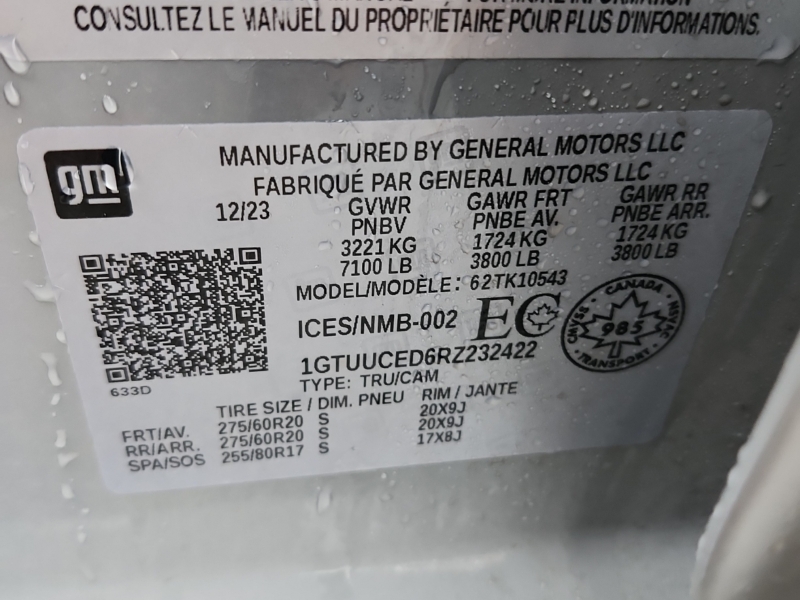 FOR MORE INFORMATION
CONSULTEZ LE MANUEL DU PROPRIÉTAIRE POUR PLUS D'INFORMATIONS.
gm
MANUFACTURED BY GENERAL MOTORS LLC
FABRIQUÉ PAR GENERAL MOTORS LLC
12/23 GVWR GAWR FRT GAWR RR
PNBV PNBE AV. PNBE ARR.
3221 KG 1724 KG 1724 KG
7100 LB 3800 LB 3800 LB
MODEL/MODÈLE: 62TK10543
ICES/NMB-002 EC
CANADA
985
TRANSPORT
1GTUUCED6RZ232422
TYPE: TRU/CAM
633D
TIRE SIZE / DIM. PNEU RIM / JANTE
FRT/AV. 275/60R20 S 20X9J
RR/ARR. 275/60R20 S 20X9J
SPA/SOS 255/80R17 S 17X8J